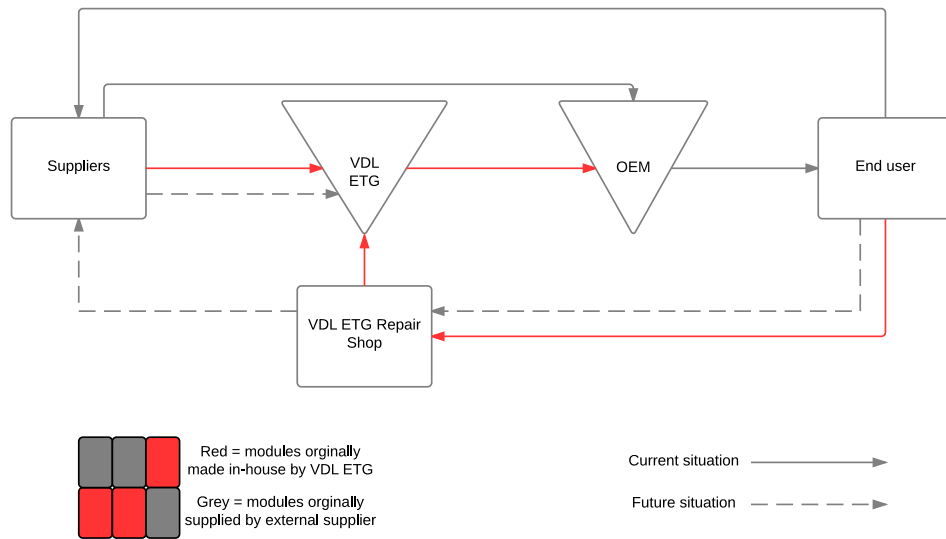 Suppliers
VDL
ETG
OEM
End user
VDL ETG Repair
Shop
Red = modules orginally
made in-house by VDL ETG
Grey = modules orginally
supplied by external supplier
Current situation
Future situation